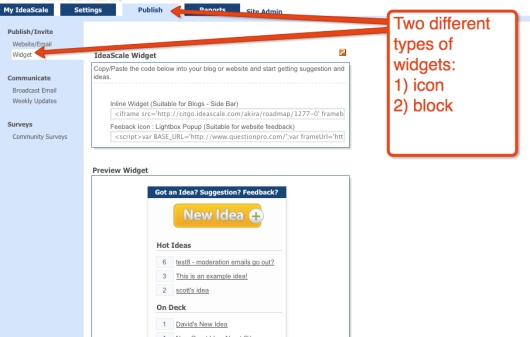 My IdeaScale
Settings
Publish
Reports
Site Admin
Two different
types of
widgets:
1) icon
2) block
Publish/Invite
Website/Email
Widget
Communicate
Broadcast Email
Weekly Updates
Surveys
Community Surveys
IdeaScale Widget
Copy/Paste the code below into your blog or website and start getting suggestion and
ideas.
Inline Widget (Suitable for Blogs - Side Bar)
<iframe src='http://citgo.ideascale.com/akira/roadmap/1277-0' frameb
Feeback Icon : Lightbox Popup (Suitable for website feedback)
<script>var BASE_URL='http://www.questionpro.com/';var frameUrl='htt
Preview Widget
Got an Idea? Suggestion? Feedback?
New Idea
Hot Ideas
6 test8 - moderation emails go out?
3 This is an example idea!
2 scott's idea
On Deck
1 David's New Idea